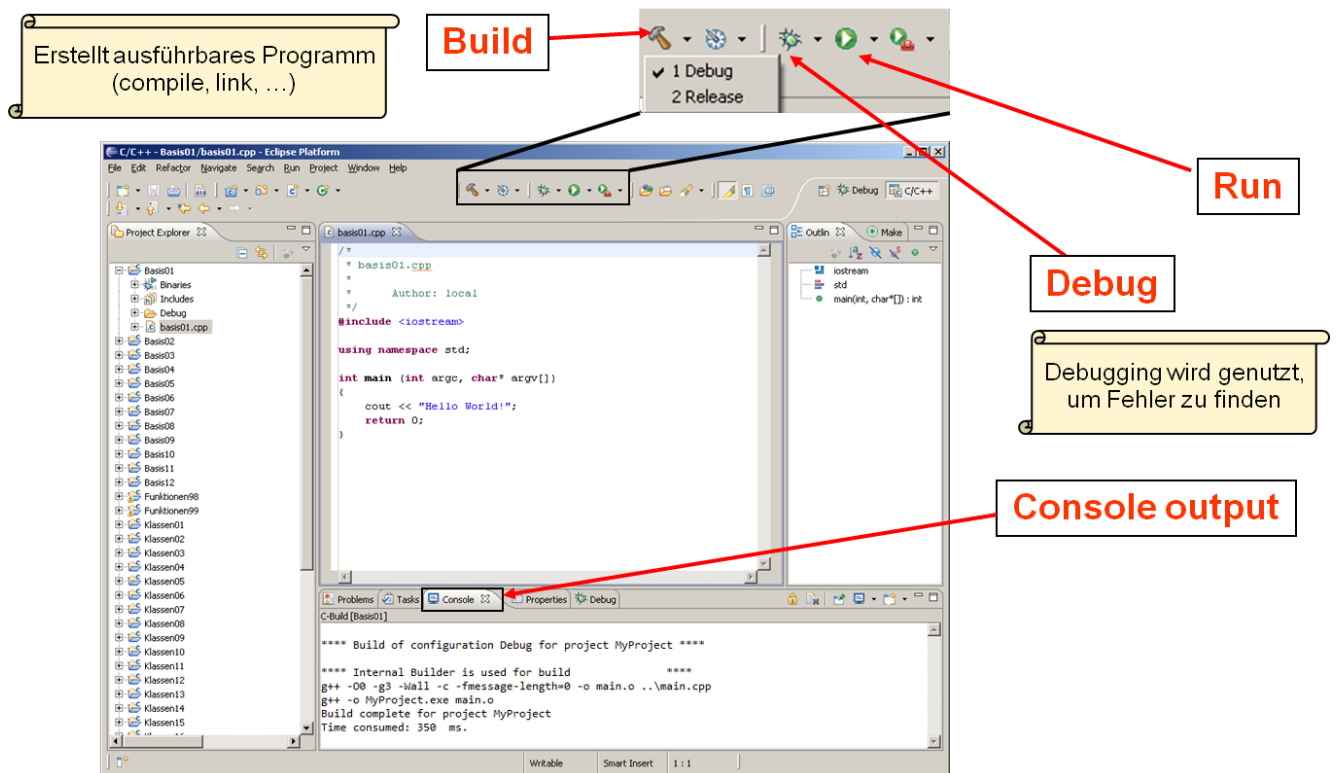 Erstellt ausführbares Programm
(compile, link, …)
Build
1 Debug
2 Release
Run
Debug
Debugging wird genutzt,
um Fehler zu finden
Console output
C/C++ - Basis01/basis01.cpp - Eclipse Platform
File Edit Refactor Navigate Search Run Project Window Help
Debug C/C++
Project Explorer
Basis01
Binaries
Includes
Debug
basis01.cpp
Basis02
Basis03
Basis04
Basis05
Basis06
Basis07
Basis08
Basis09
Basis10
Basis11
Basis12
Funktionen98
Funktionen99
Klassen01
Klassen02
Klassen03
Klassen04
Klassen05
Klassen06
Klassen07
Klassen08
Klassen09
Klassen10
Klassen11
Klassen12
Klassen13
Klassen14
Klassen15
basis01.cpp
/*
* basis01.cpp
*
* Author: local
*/
#include <iostream>
using namespace std;
int main (int argc, char* argv[])
{
cout << "Hello World!";
return 0;
}
Outlin Make
iostream
std
main(int, char*[]) : int
Problems Tasks Console Properties Debug
C-Build [Basis01]
**** Build of configuration Debug for project MyProject ****
**** Internal Builder is used for build ****
g++ -O0 -g3 -Wall -c -fmessage-length=0 -o main.o ..\main.cpp
g++ -o MyProject.exe main.o
Build complete for project MyProject
Time consumed: 350 ms.
Writable Smart Insert 1 : 1